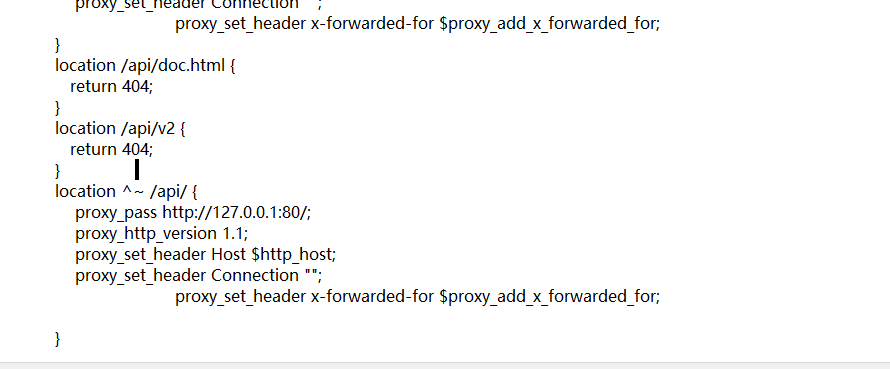 proxy_set_header Connection "";
proxy_set_header x-forwarded-for $proxy_add_x_forwarded_for;
}
location /api/doc.html {
return 404;
}
location /api/v2 {
return 404;
}
location ^~ /api/ {
proxy_pass http://127.0.0.1:80/;
proxy_http_version 1.1;
proxy_set_header Host $http_host;
proxy_set_header Connection "";
proxy_set_header x-forwarded-for $proxy_add_x_forwarded_for;
}